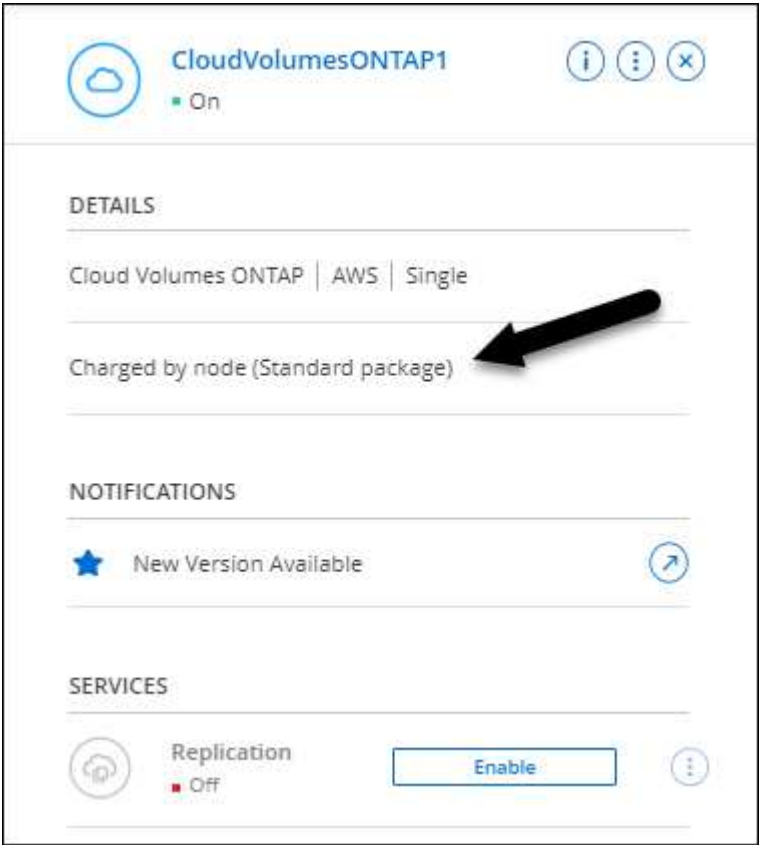 CloudVolumesONTAP1
On
DETAILS
Cloud Volumes ONTAP | AWS | Single
Charged by node (Standard package)
NOTIFICATIONS
New Version Available
SERVICES
Replication
Enable
Off